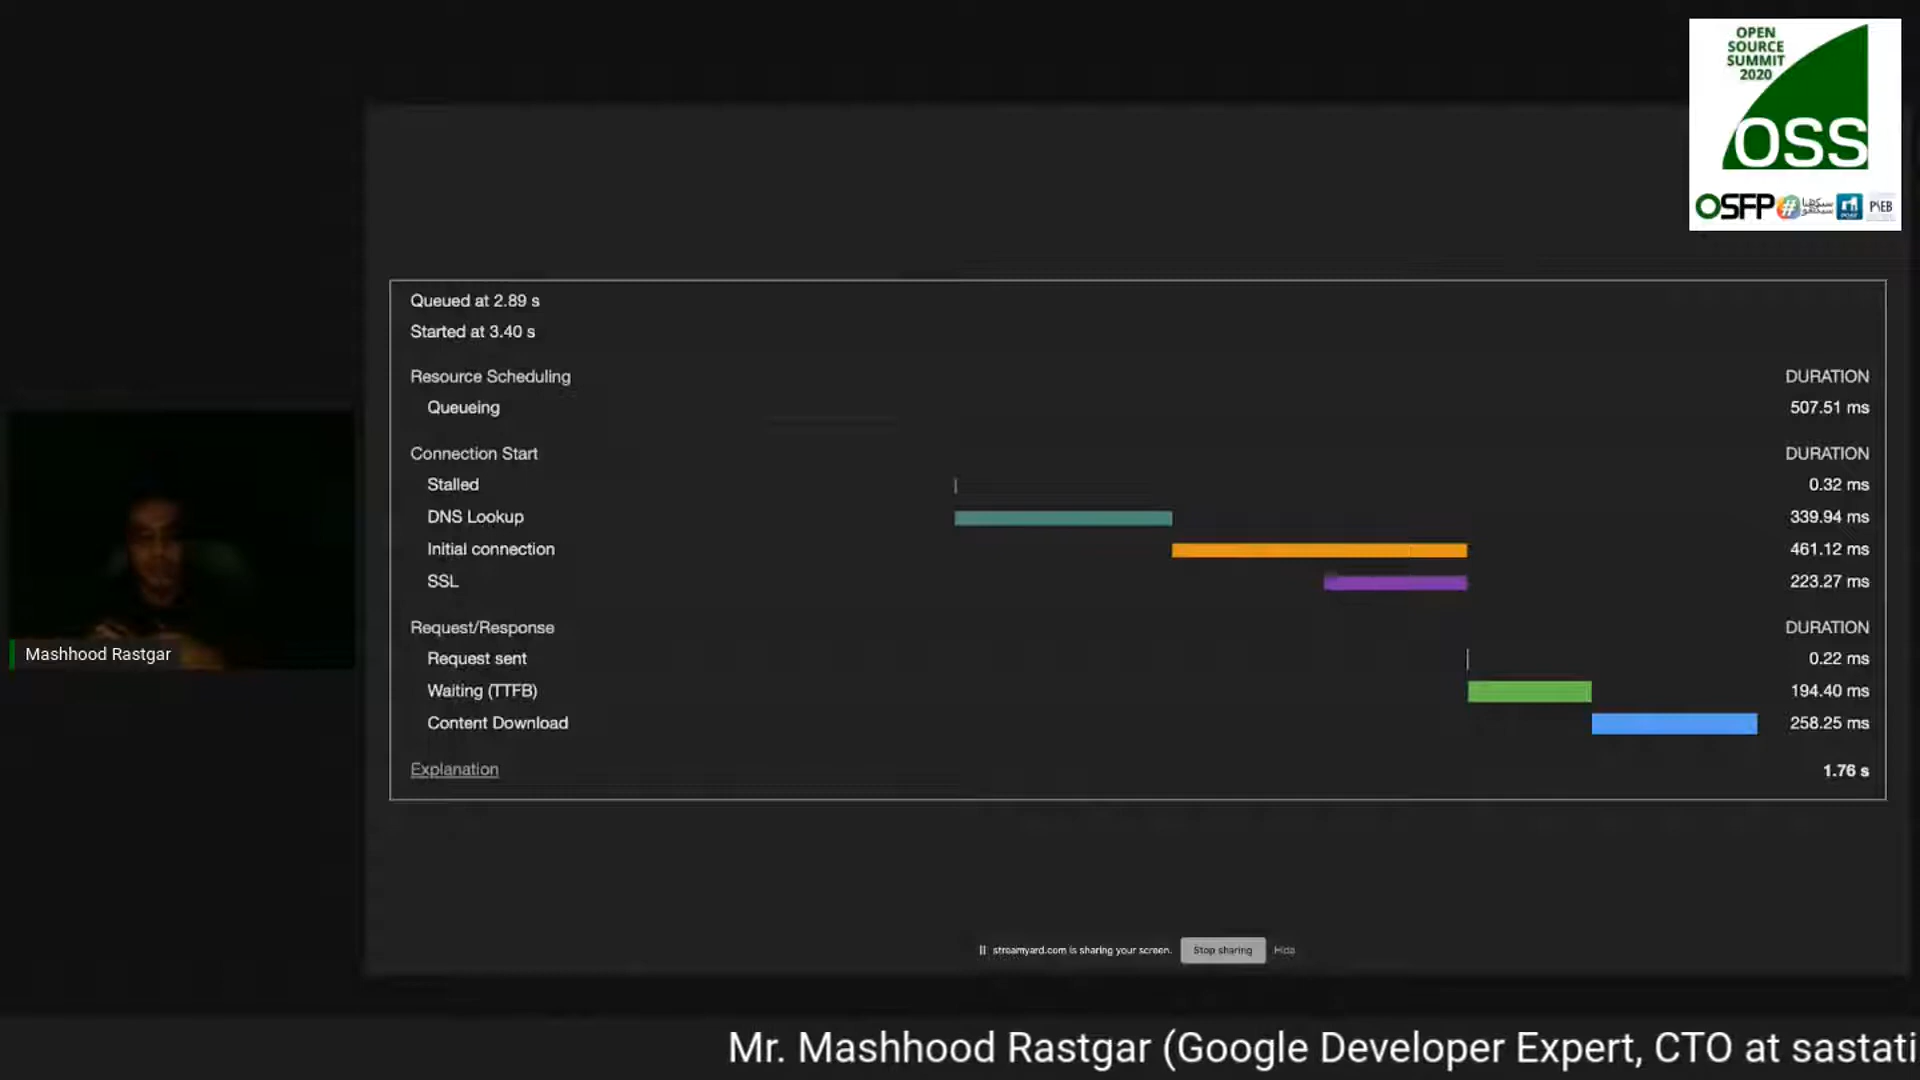 OPEN
SOURCE
SUMMIT
2020
OSS
OSFP
P\EB
Queued at 2.89 s
Started at 3.40 s
Resource Scheduling DURATION
Queueing 507.51 ms
Connection Start DURATION
Stalled 0.32 ms
DNS Lookup 339.94 ms
Initial connection 461.12 ms
SSL 223.27 ms
Request/Response DURATION
Request sent 0.22 ms
Waiting (TTFB) 194.40 ms
Content Download 258.25 ms
Explanation 1.76 s
Mashhood Rastgar
streamyard.com is sharing your screen. Stop sharing Hide
Mr. Mashhood Rastgar (Google Developer Expert, CTO at sastati